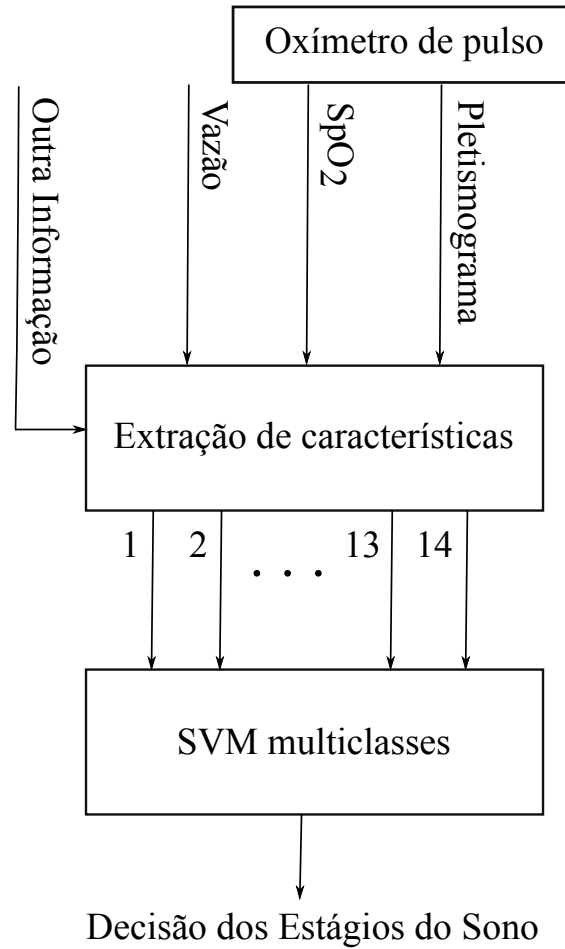 Oxímetro de pulso
Outra Informação
Vazão
SpO2
Pletismograma
Extração de características
1
2
. . .
13
14
SVM multiclasses
Decisão dos Estágios do Sono